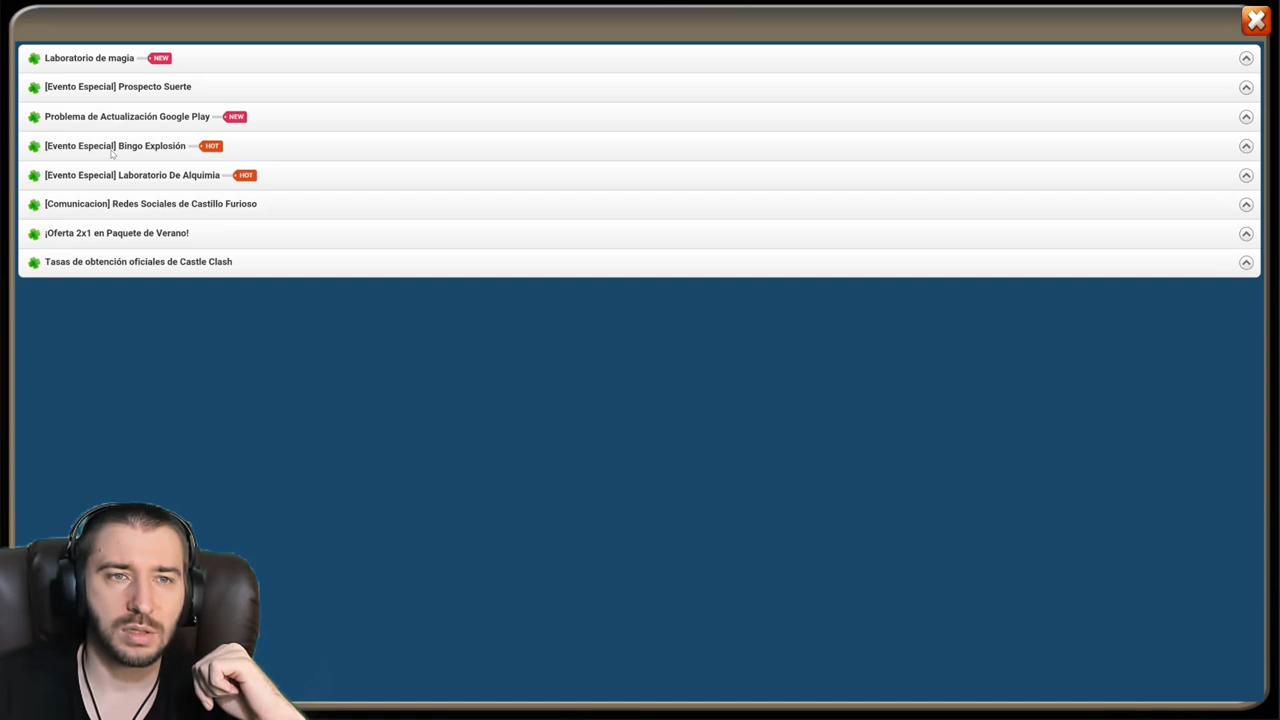 Laboratorio de magia NEW
[Evento Especial] Prospecto Suerte
Problema de Actualización Google Play NEW
[Evento Especial] Bingo Explosión HOT
[Evento Especial] Laboratorio De Alquimia HOT
[Comunicacion] Redes Sociales de Castillo Furioso
¡Oferta 2x1 en Paquete de Verano!
Tasas de obtención oficiales de Castle Clash